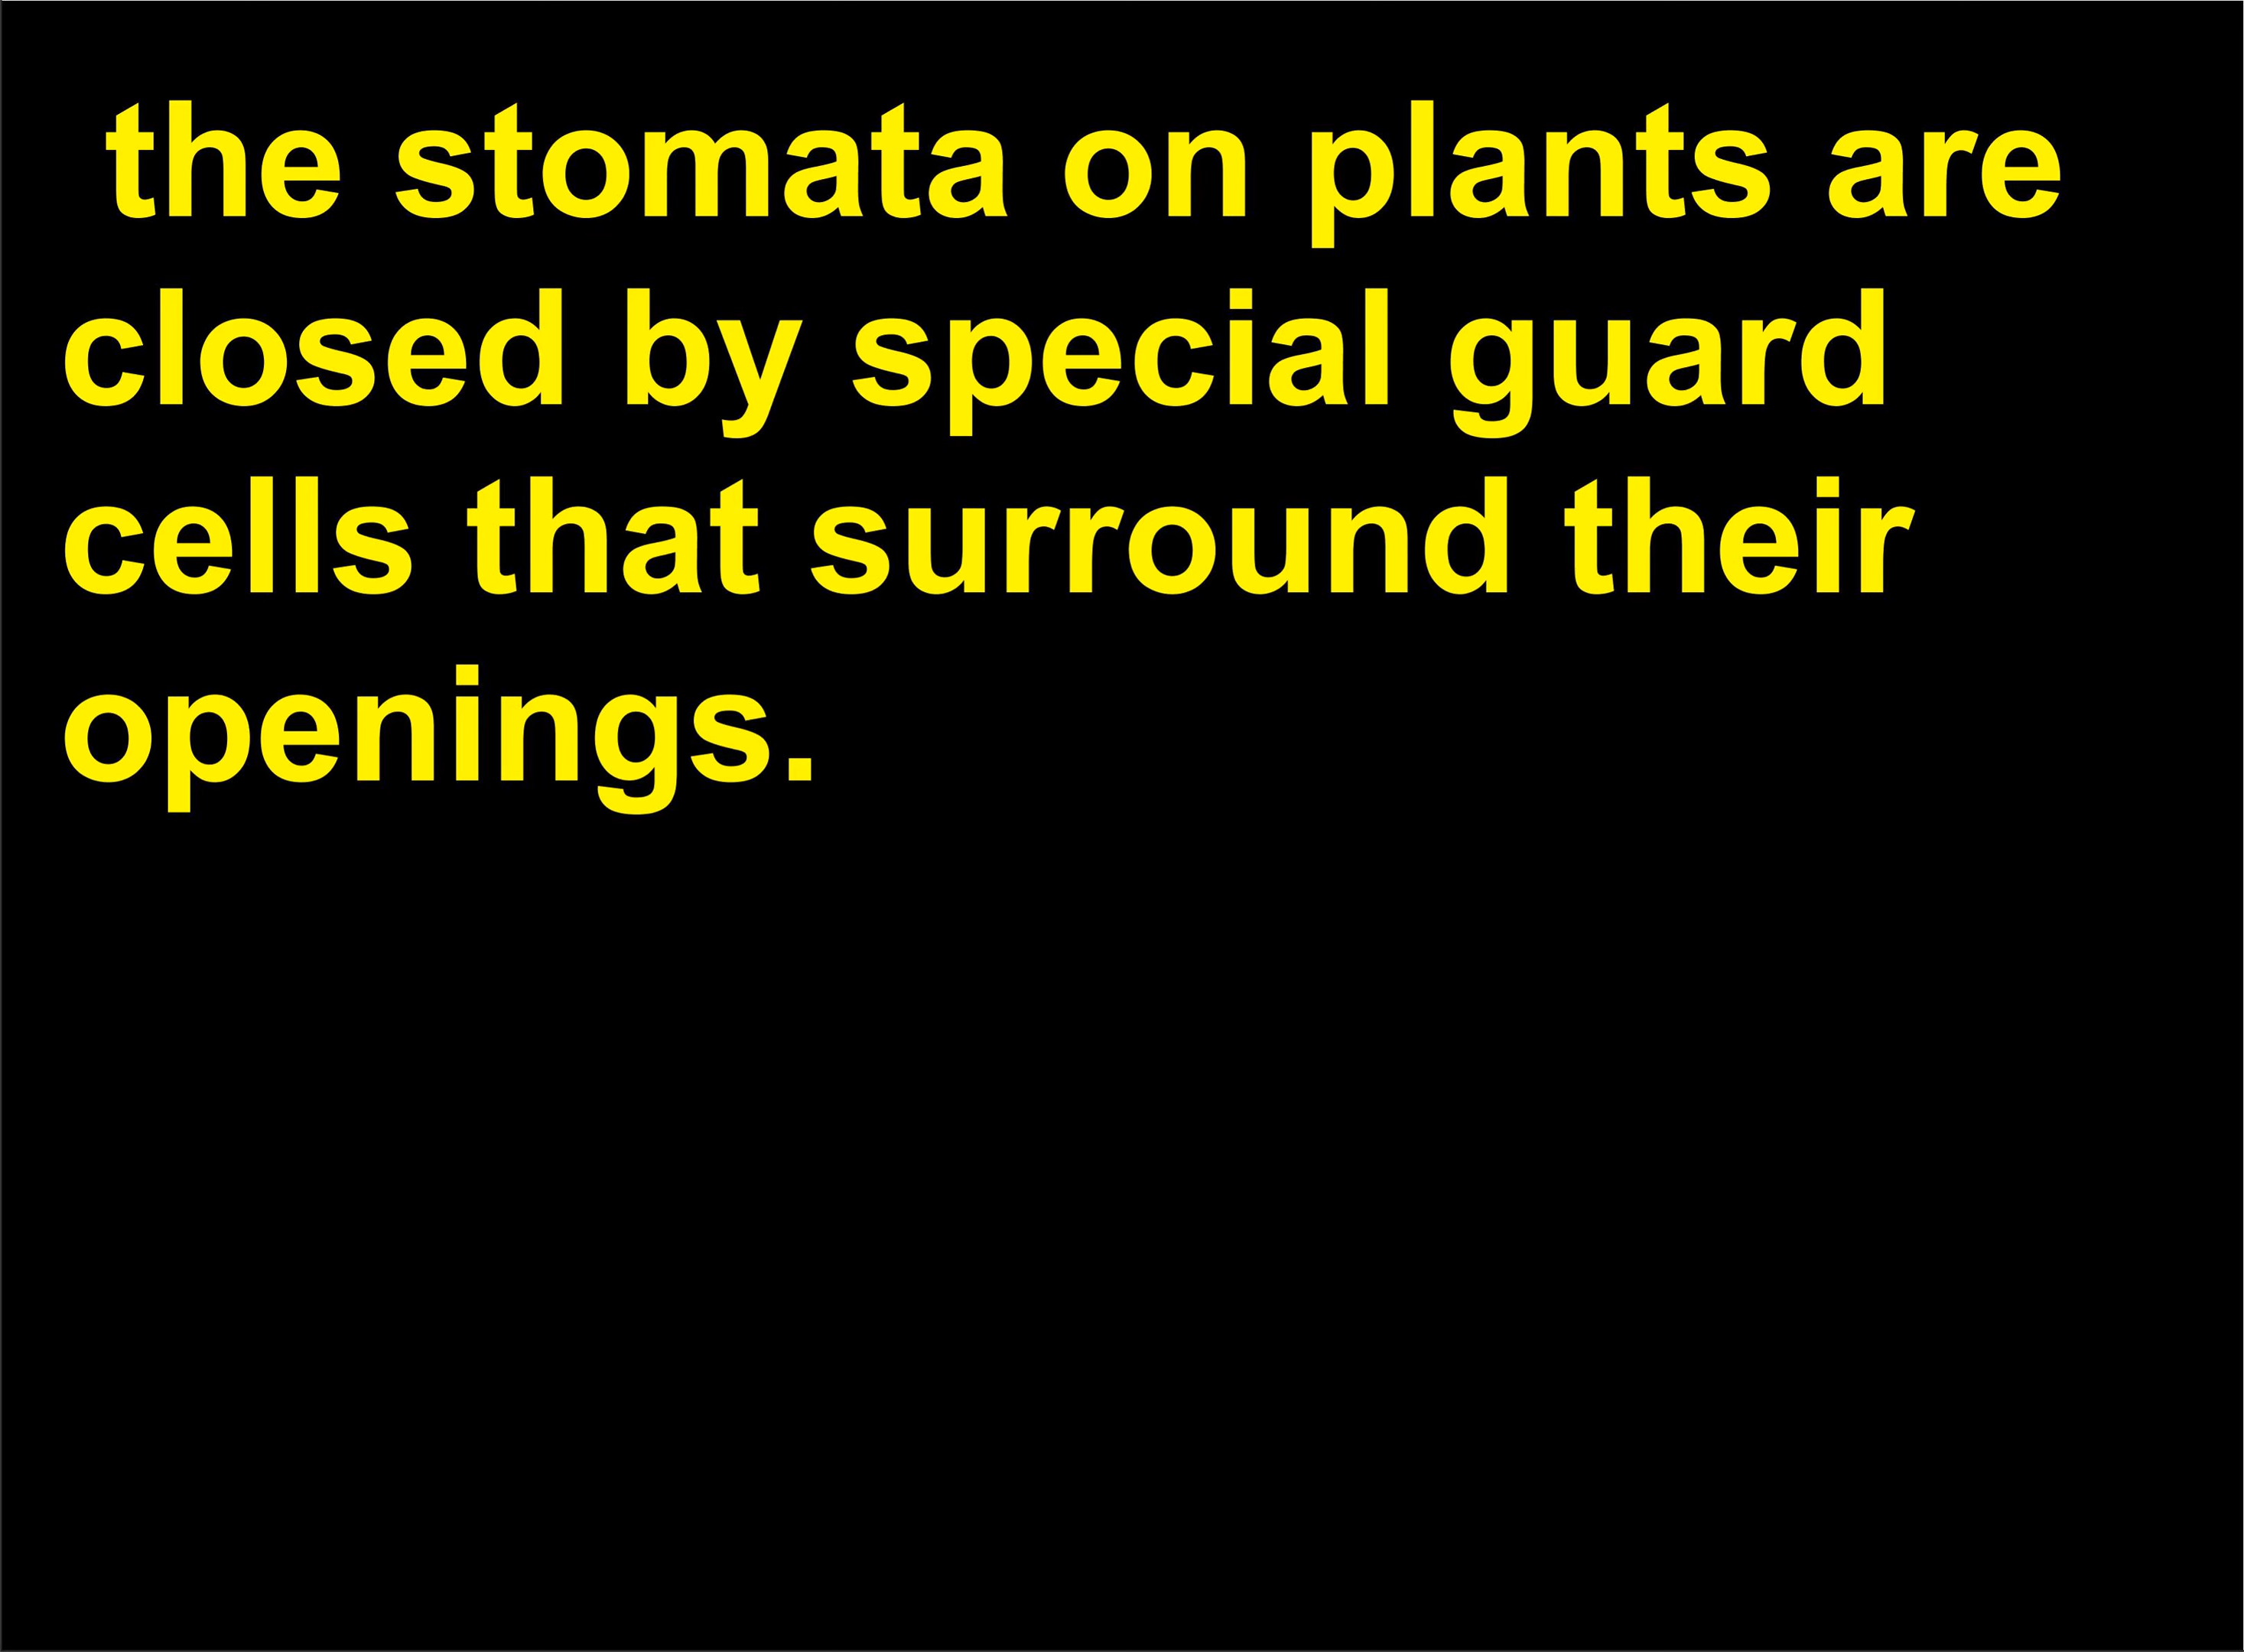 the stomata on plants are
closed by special guard
cells that surround their
openings.